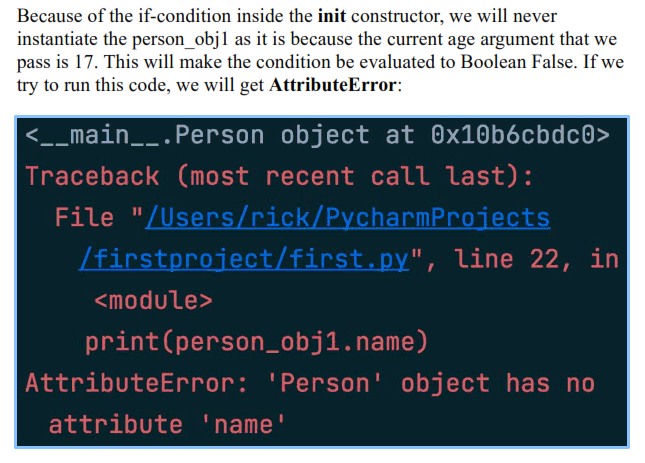 Because of the if-condition inside the init constructor, we will never
instantiate the person_obj1 as it is because the current age argument that we
pass is 17. This will make the condition be evaluated to Boolean False. If we
try to run this code, we will get AttributeError:
<__main__.Person object at 0x10b6cbdc0>
Traceback (most recent call last):
File "/Users/rick/PycharmProjects
/firstproject/first.py", line 22, in
<module>
print(person_obj1.name)
AttributeError: 'Person' object has no
attribute 'name'